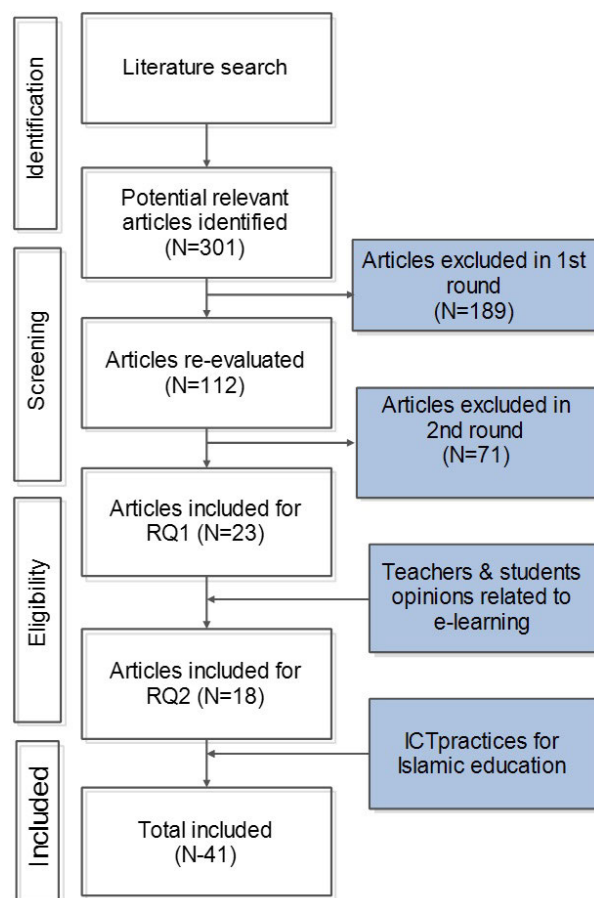 Identification
Literature search
Potential relevant
articles identified
(N=301)
Screening
Articles excluded in 1st
round
(N=189)
Articles re-evaluated
(N=112)
Articles excluded in
2nd round
(N=71)
Eligibility
Articles included for
RQ1 (N=23)
Teachers & students
opinions related to
e-learning
Articles included for
RQ2 (N=18)
ICTpractices for
Islamic education
Included
Total included
(N-41)